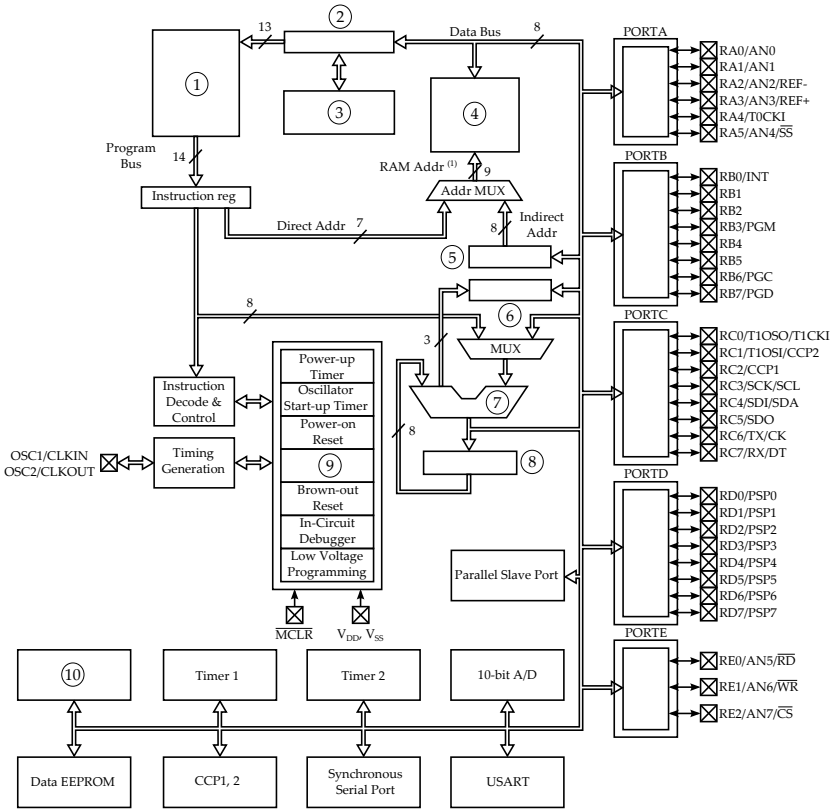 13
②
Data Bus
8
①
③
④
Program
Bus
14
RAM Addr (1)
9
Instruction reg
Addr MUX
Direct Addr
7
8
Indirect
Addr
⑤
8
⑥
3
MUX
⑦
8
⑧
Instruction
Decode &
Control
OSC1/CLKIN
OSC2/CLKOUT
Timing
Generation
Power-up
Timer
Oscillator
Start-up Timer
Power-on
Reset
⑨
Brown-out
Reset
In-Circuit
Debugger
Low Voltage
Programming
M̅C̅L̅R̅
VDD, VSS
Parallel Slave Port
PORTA
RA0/AN0
RA1/AN1
RA2/AN2/REF-
RA3/AN3/REF+
RA4/T0CKI
RA5/AN4/S̅S̅
PORTB
RB0/INT
RB1
RB2
RB3/PGM
RB4
RB5
RB6/PGC
RB7/PGD
PORTC
RC0/T1OSO/T1CKI
RC1/T1OSI/CCP2
RC2/CCP1
RC3/SCK/SCL
RC4/SDI/SDA
RC5/SDO
RC6/TX/CK
RC7/RX/DT
PORTD
RD0/PSP0
RD1/PSP1
RD2/PSP2
RD3/PSP3
RD4/PSP4
RD5/PSP5
RD6/PSP6
RD7/PSP7
PORTE
RE0/AN5/R̅D̅
RE1/AN6/W̅R̅
RE2/AN7/C̅S̅
⑩
Timer 1
Timer 2
10-bit A/D
Data EEPROM
CCP1, 2
Synchronous
Serial Port
USART